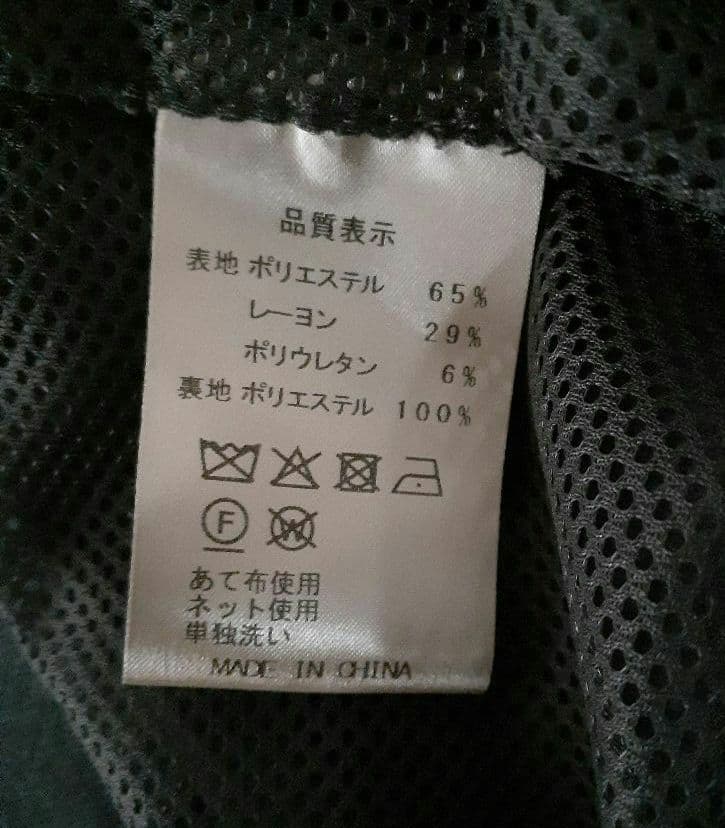 品質表示
表地 ポリエステル 65%
レーヨン 29%
ポリウレタン 6%
裏地 ポリエステル 100%
F W
あて布使用
ネット使用
単独洗い
MADE IN CHINA